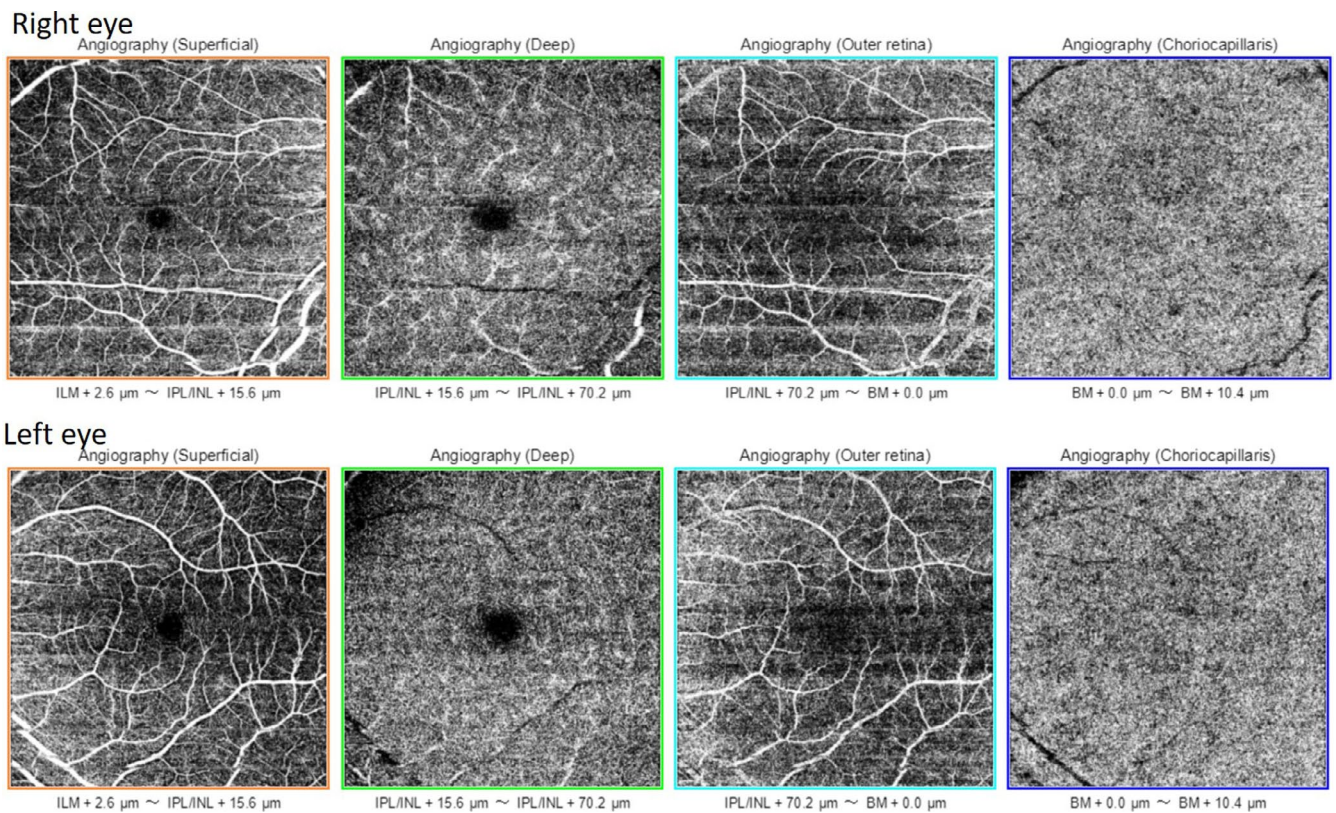 Right eye
Angiography (Superficial) Angiography (Deep) Angiography (Outer retina) Angiography (Choriocapillaris)
ILM + 2.6 µm ～ IPL/INL + 15.6 µm IPL/INL + 15.6 µm ～ IPL/INL + 70.2 µm IPL/INL + 70.2 µm ～ BM + 0.0 µm BM + 0.0 µm ～ BM + 10.4 µm
Left eye
Angiography (Superficial) Angiography (Deep) Angiography (Outer retina) Angiography (Choriocapillaris)
ILM + 2.6 µm ～ IPL/INL + 15.6 µm IPL/INL + 15.6 µm ～ IPL/INL + 70.2 µm IPL/INL + 70.2 µm ～ BM + 0.0 µm BM + 0.0 µm ～ BM + 10.4 µm